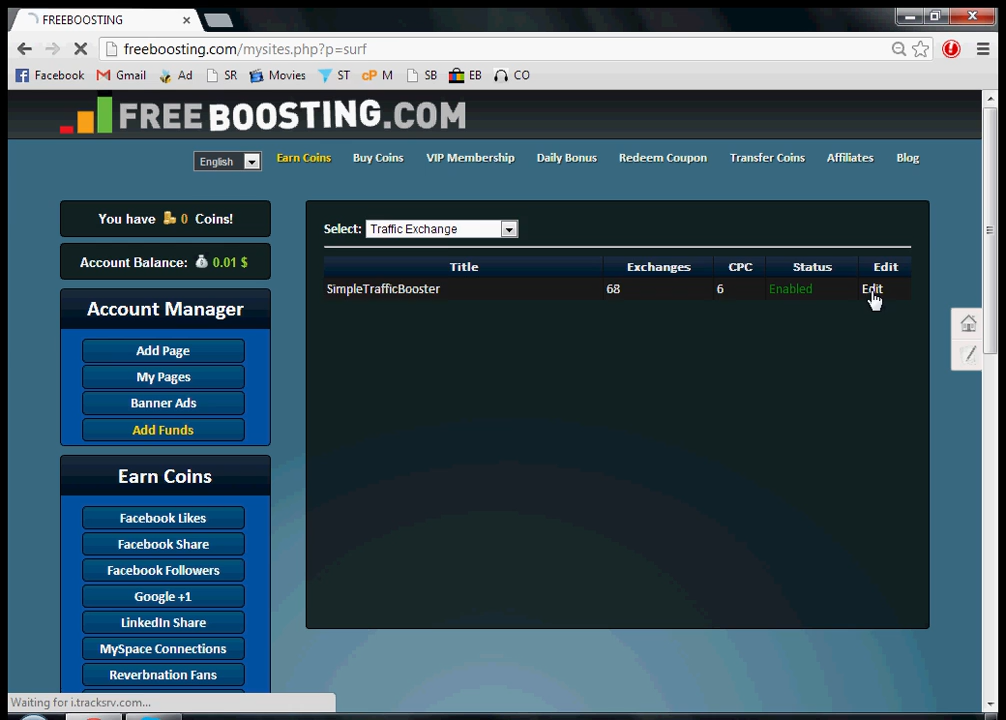 FREEBOOSTING
freeboosting.com/mysites.php?p=surf
Facebook Gmail Ad SR Movies ST cP M SB EB CO
FREEBOOSTING.COM
English Earn Coins Buy Coins VIP Membership Daily Bonus Redeem Coupon Transfer Coins Affiliates Blog
You have 0 Coins!
Account Balance: 0.01 $
Account Manager
Add Page
My Pages
Banner Ads
Add Funds
Earn Coins
Facebook Likes
Facebook Share
Facebook Followers
Google +1
LinkedIn Share
MySpace Connections
Reverbnation Fans
Select: Traffic Exchange
Title Exchanges CPC Status Edit
SimpleTrafficBooster 68 6 Enabled Edit
Waiting for i.tracksrv.com...